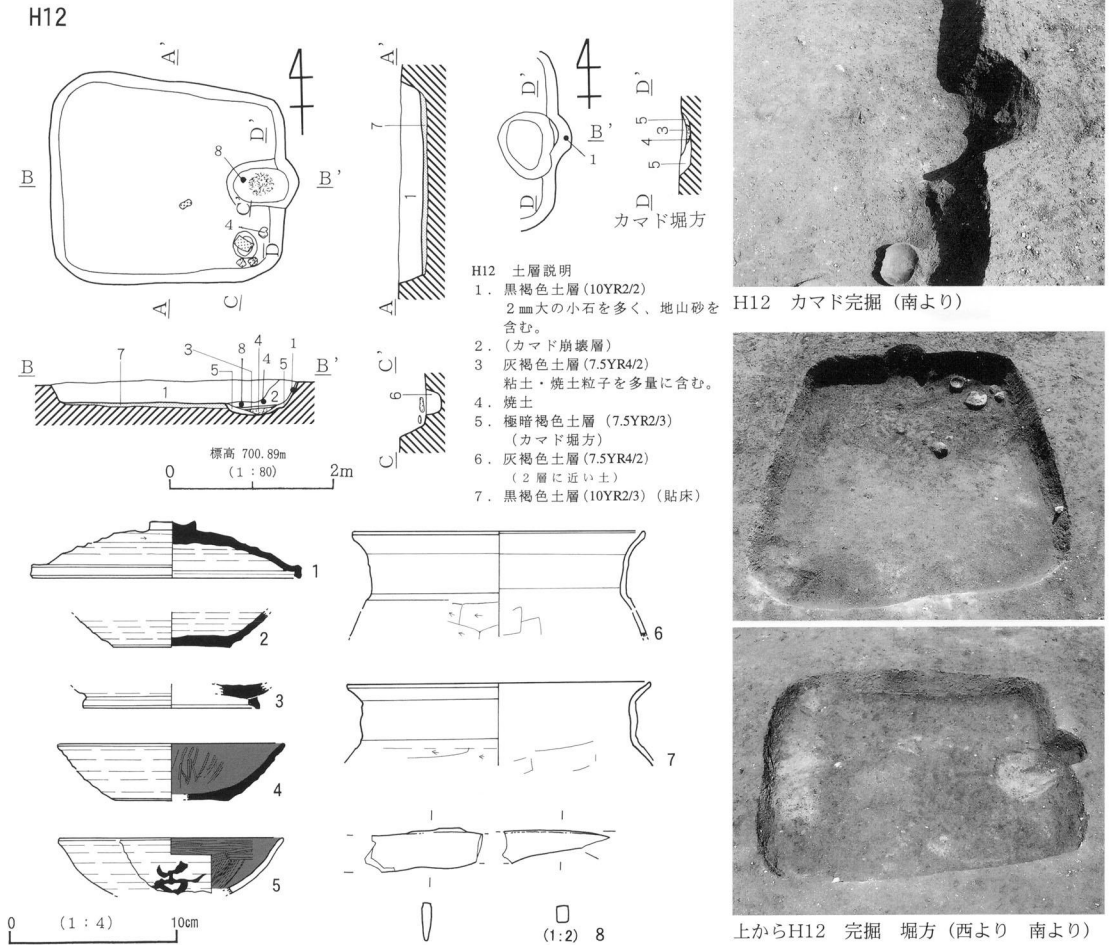 H12
A'
A'
D'
8
B
B'
C'
4
D
A
C
7
1
A
D'
B'
1
D
D'
5
3
4
5
D
カマド堀方
B
7
3
8
4
1
5
4
5
B'
1
2
C'
6
C
標高 700.89m
(1：80)
0
2m
H12 土層説明
1．黒褐色土層(10YR2/2)
2㎜大の小石を多く、地山砂を
含む。
2．(カマド崩壊層)
3 灰褐色土層(7.5YR4/2)
粘土・焼土粒子を多量に含む。
4．焼土
5．極暗褐色土層 (7.5YR2/3)
(カマド堀方)
6．灰褐色土層(7.5YR4/2)
(2層に近い土)
7．黒褐色土層(10YR2/3)(貼床)
1
2
3
4
5
6
7
(1:2) 8
0 (1：4) 10㎝
H12 カマド完掘（南より）
上からH12 完掘 堀方（西より 南より）